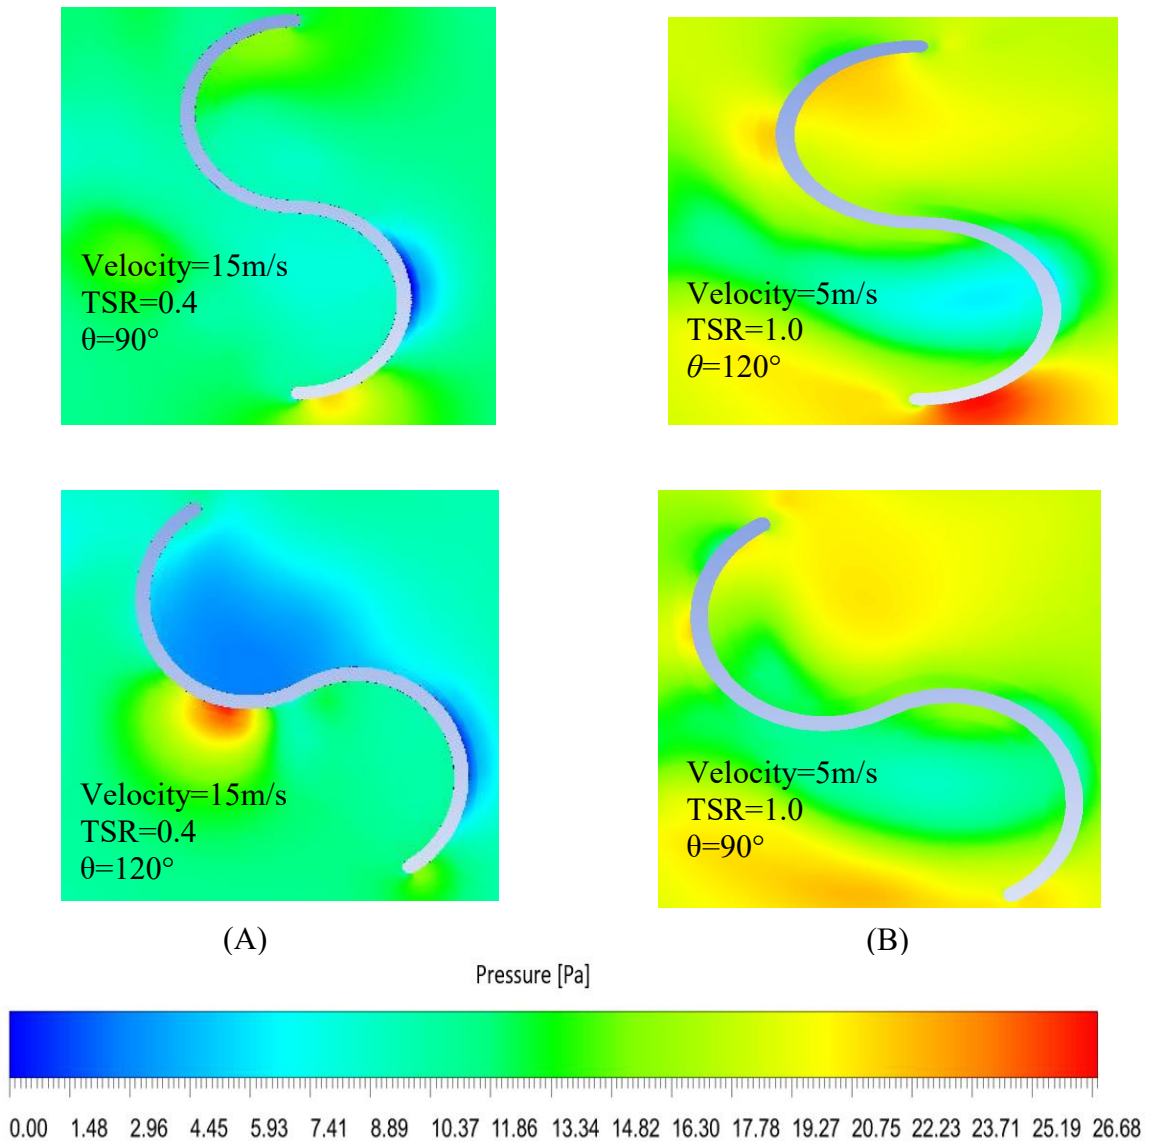 Velocity=15m/s
TSR=0.4
θ=90°
Velocity=5m/s
TSR=1.0
θ=120°
Velocity=15m/s
TSR=0.4
θ=120°
Velocity=5m/s
TSR=1.0
θ=90°
(A)
(B)
Pressure [Pa]
0.00 1.48 2.96 4.45 5.93 7.41 8.89 10.37 11.86 13.34 14.82 16.30 17.78 19.27 20.75 22.23 23.71 25.19 26.68